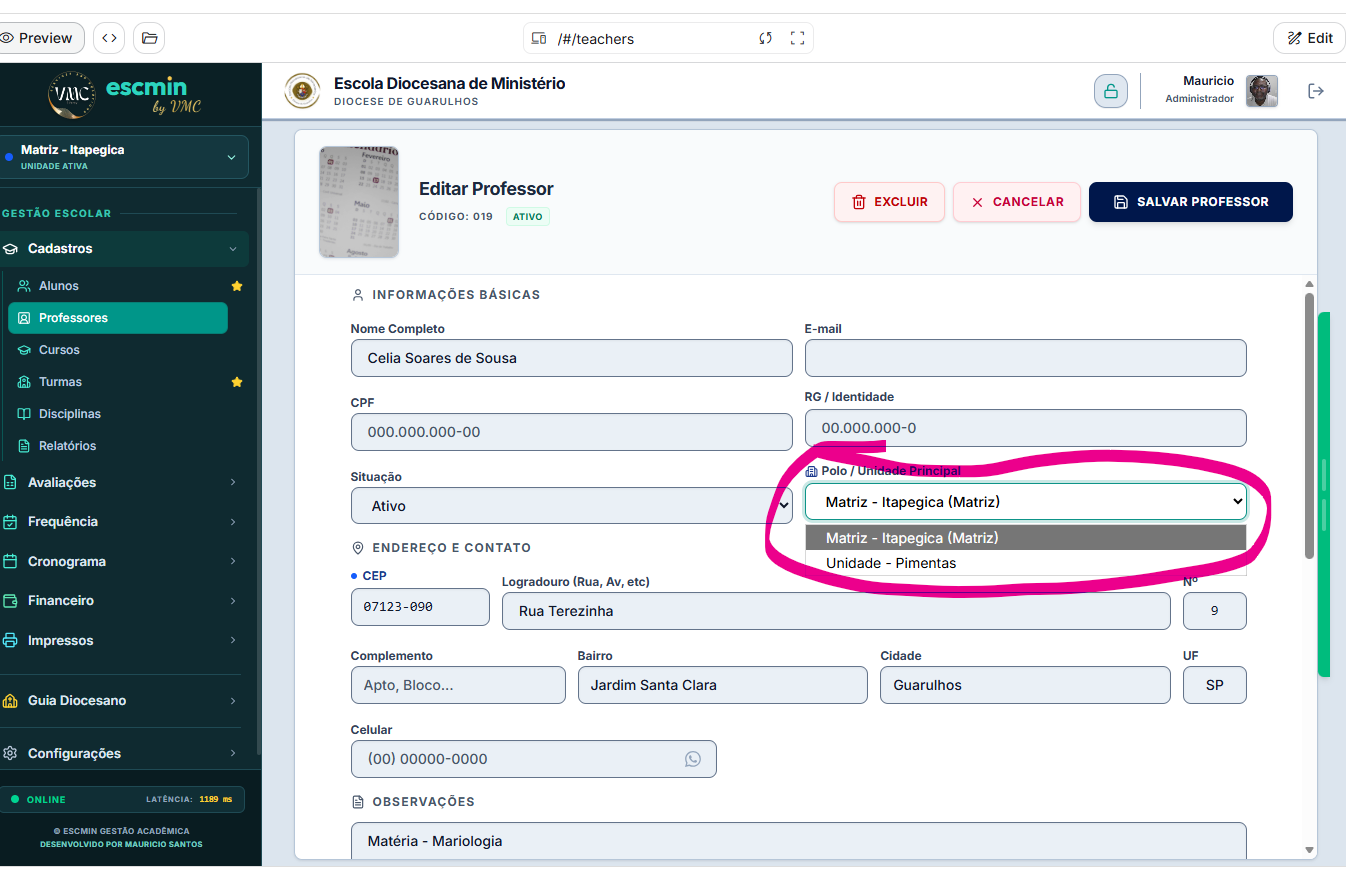 Preview
/#/teachers
Edit
VMC
escmin
by VMC
Escola Diocesana de Ministério
DIOCESE DE GUARULHOS
Mauricio
Administrador
Matriz - Itapegica
UNIDADE ATIVA
GESTÃO ESCOLAR
Cadastros
Alunos
Professores
Cursos
Turmas
Disciplinas
Relatórios
Avaliações
Frequência
Cronograma
Financeiro
Impressos
Guia Diocesano
Configurações
ONLINE
LATÊNCIA: 1189 ms
© ESCMIN GESTÃO ACADÊMICA
DESENVOLVIDO POR MAURICIO SANTOS
Fevereiro
Maio
Agosto
Editar Professor
CÓDIGO: 019 ATIVO
EXCLUIR
CANCELAR
SALVAR PROFESSOR
INFORMAÇÕES BÁSICAS
Nome Completo
Celia Soares de Sousa
E-mail
CPF
000.000.000-00
RG / Identidade
00.000.000-0
Situação
Ativo
Polo / Unidade Principal
Matriz - Itapegica (Matriz)
Matriz - Itapegica (Matriz)
Unidade - Pimentas
ENDEREÇO E CONTATO
CEP
07123-090
Logradouro (Rua, Av, etc)
Rua Terezinha
Nº
9
Complemento
Apto, Bloco...
Bairro
Jardim Santa Clara
Cidade
Guarulhos
UF
SP
Celular
(00) 00000-0000
OBSERVAÇÕES
Matéria - Mariologia